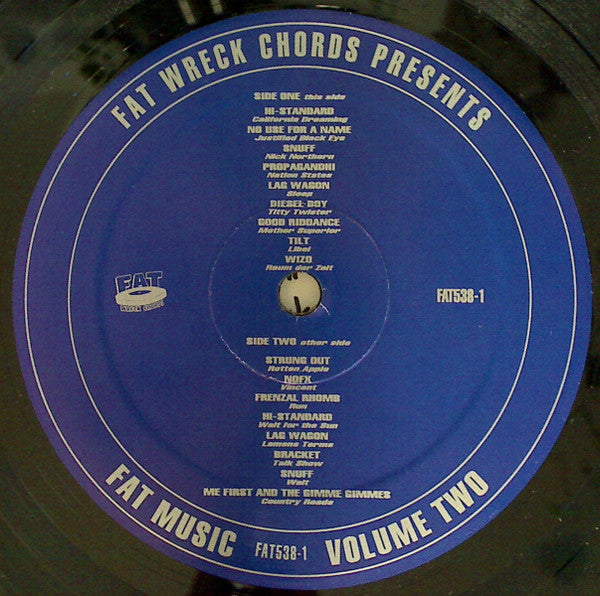 FAT WRECK CHORDS PRESENTS
SIDE ONE this side
HI-STANDARD
California Dreaming
NO USE FOR A NAME
Justified Black Eye
SNUFF
Nick Northern
PROPAGANDHI
Nation States
LAG WAGON
Sleep
DIESEL BOY
Titty Twister
GOOD RIDDANCE
Mother Superior
TILT
Libel
WIZO
Raum der Zeit
FAT
WRECK CHORDS
FAT538-1
SIDE TWO other side
STRUNG OUT
Rotten Apple
NOFX
Vincent
FRENZAL RHOMB
Run
HI-STANDARD
Wait for the Sun
LAG WAGON
Lamens Terms
BRACKET
Talk Show
SNUFF
Wait
ME FIRST AND THE GIMME GIMMES
Country Roads
FAT MUSIC FAT538-1 VOLUME TWO